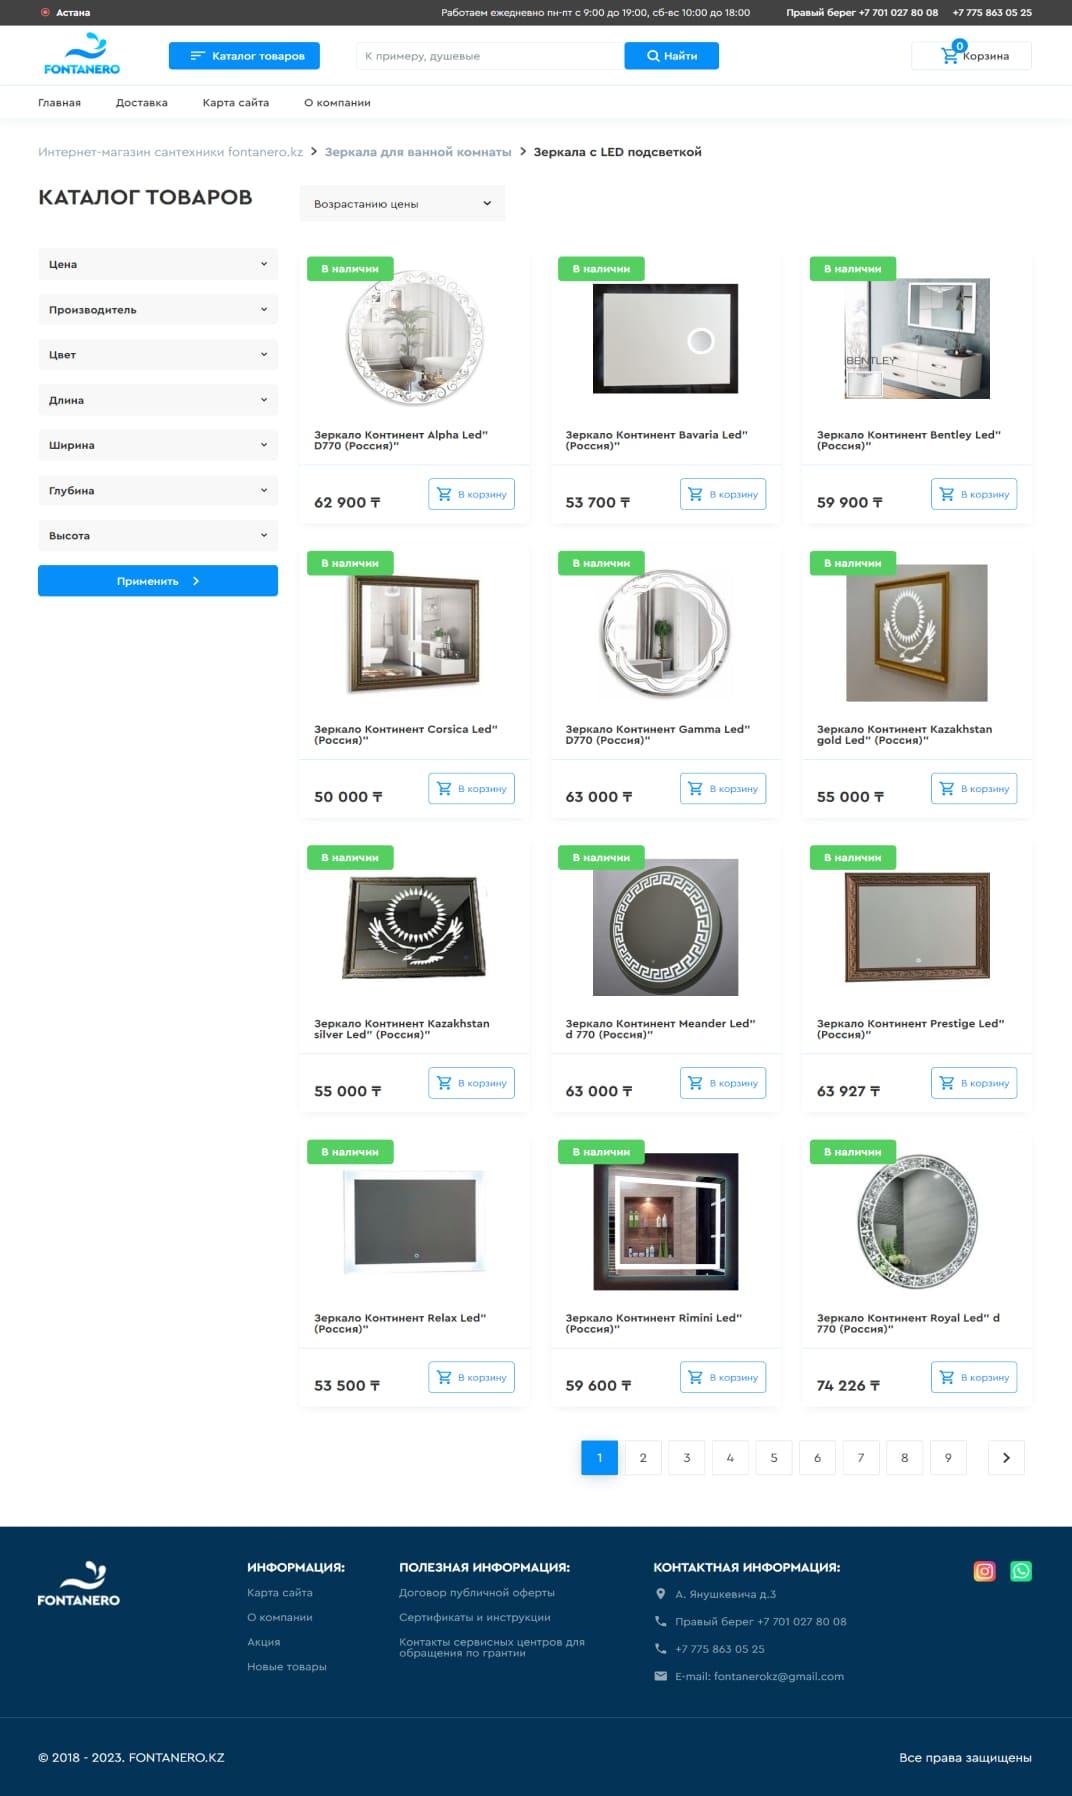 Астана
Работаем ежедневно пн-пт с 9:00 до 19:00, сб-вс 10:00 до 18:00
Правый берег +7 701 027 80 08
+7 775 863 05 25
FONTANERO
Каталог товаров
К примеру, душевые
Найти
0
Корзина
Главная
Доставка
Карта сайта
О компании
Интернет-магазин сантехники fontanero.kz > Зеркала для ванной комнаты > Зеркала с LED подсветкой
КАТАЛОГ ТОВАРОВ
Возрастанию цены
Цена
Производитель
Цвет
Длина
Ширина
Глубина
Высота
Применить
В наличии
Зеркало Континент Alpha Led"
D770 (Россия)"
62 900 ₸
В корзину
В наличии
Зеркало Континент Bavaria Led"
(Россия)"
53 700 ₸
В корзину
В наличии
BENTLEY
Зеркало Континент Bentley Led"
(Россия)"
59 900 ₸
В корзину
В наличии
Зеркало Континент Corsica Led"
(Россия)"
50 000 ₸
В корзину
В наличии
Зеркало Континент Gamma Led"
D770 (Россия)"
63 000 ₸
В корзину
В наличии
Зеркало Континент Kazakhstan
gold Led" (Россия)"
55 000 ₸
В корзину
В наличии
Зеркало Континент Kazakhstan
silver Led" (Россия)"
55 000 ₸
В корзину
В наличии
Зеркало Континент Meander Led"
d 770 (Россия)"
63 000 ₸
В корзину
В наличии
Зеркало Континент Prestige Led"
(Россия)"
63 927 ₸
В корзину
В наличии
Зеркало Континент Relax Led"
(Россия)"
53 500 ₸
В корзину
В наличии
Зеркало Континент Rimini Led"
(Россия)"
59 600 ₸
В корзину
В наличии
Зеркало Континент Royal Led" d
770 (Россия)"
74 226 ₸
В корзину
1 2 3 4 5 6 7 8 9
FONTANERO
ИНФОРМАЦИЯ:
Карта сайта
О компании
Акция
Новые товары
ПОЛЕЗНАЯ ИНФОРМАЦИЯ:
Договор публичной оферты
Сертификаты и инструкции
Контакты сервисных центров для
обращения по грантии
КОНТАКТНАЯ ИНФОРМАЦИЯ:
А. Янушкевича д.3
Правый берег +7 701 027 80 08
+7 775 863 05 25
E-mail: fontanerokz@gmail.com
© 2018 - 2023. FONTANERO.KZ
Все права защищены